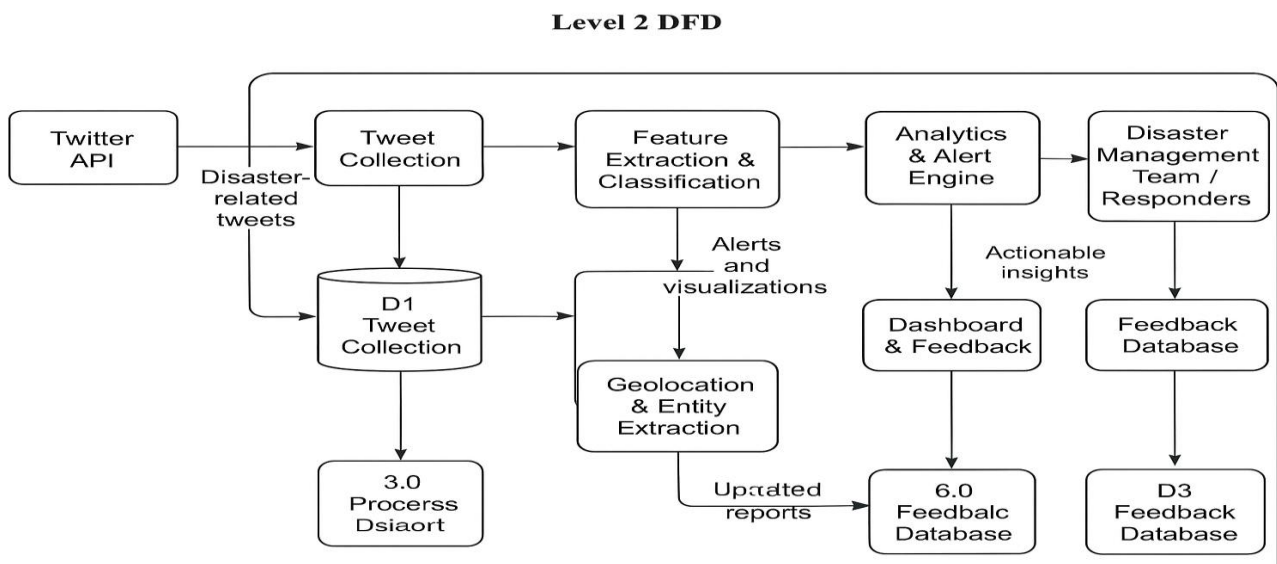 Level 2 DFD
Twitter
API
Tweet
Collection
Feature
Extraction &
Classification
Analytics
& Alert
Engine
Disaster
Management
Team /
Responders
Disaster-
related
tweets
Alerts
and
visualizations
Actionable
insights
D1
Tweet
Collection
Dashboard
& Feedback
Feedback
Database
Geolocation
& Entity
Extraction
3.0
Procerss
Dsiaort
Upɑated
reports
6.0
Feedbalc
Database
D3
Feedback
Database